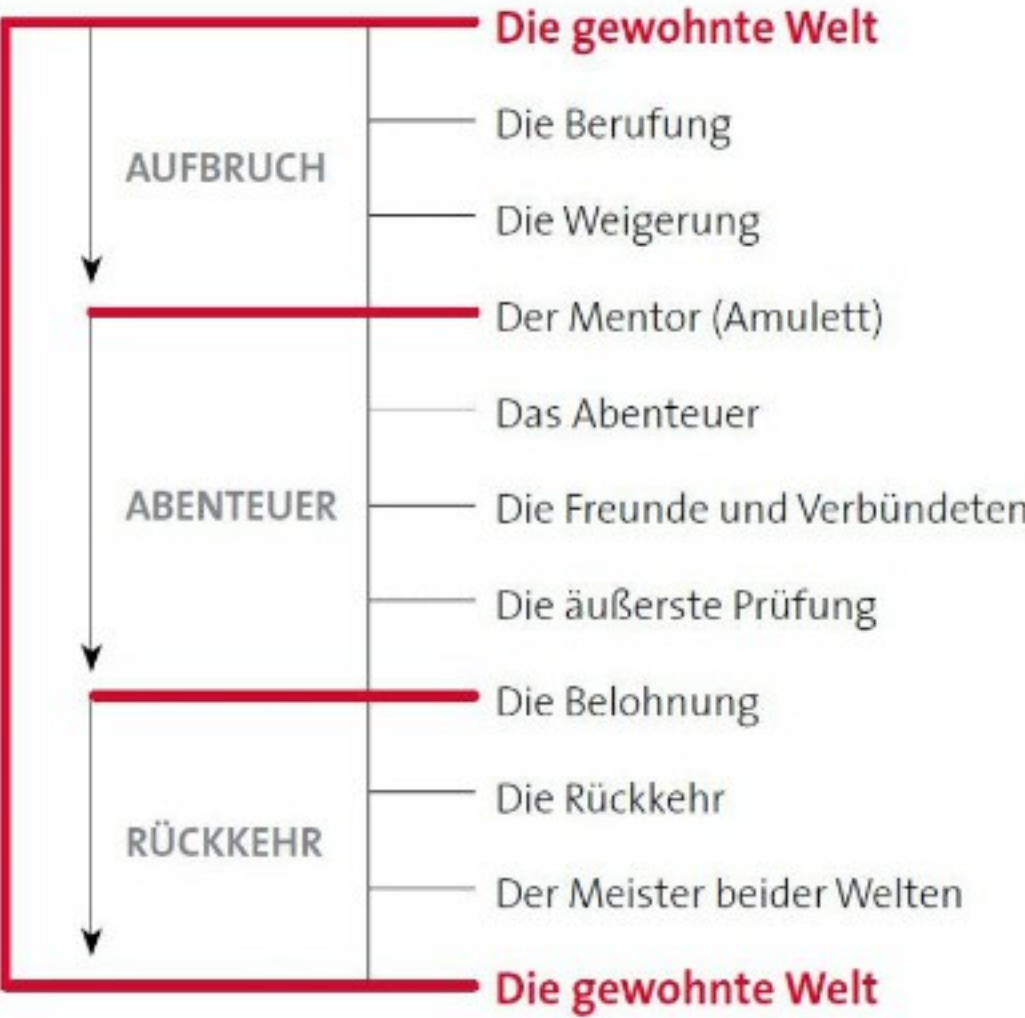 Die gewohnte Welt
Die Berufung
AUFBRUCH
Die Weigerung
Der Mentor (Amulett)
Das Abenteuer
ABENTEUER
Die Freunde und Verbündeten
Die äußerste Prüfung
Die Belohnung
Die Rückkehr
RÜCKKEHR
Der Meister beider Welten
Die gewohnte Welt